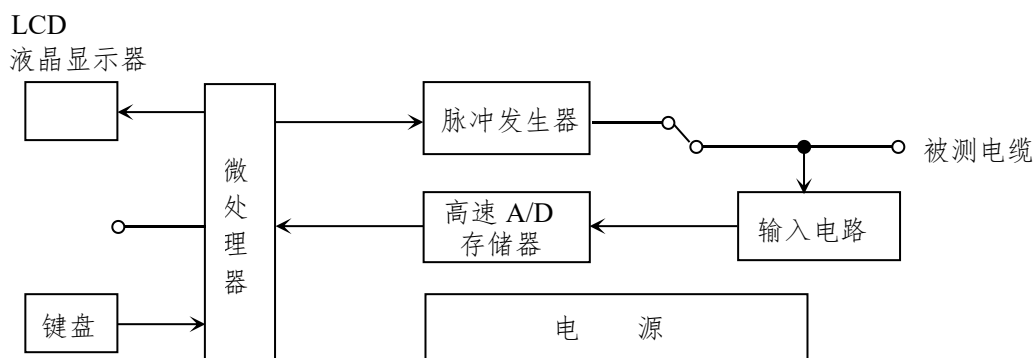 LCD
液晶显示器
脉冲发生器
被测电缆
微处理器
高速 A/D
存储器
输入电路
键盘
电 源